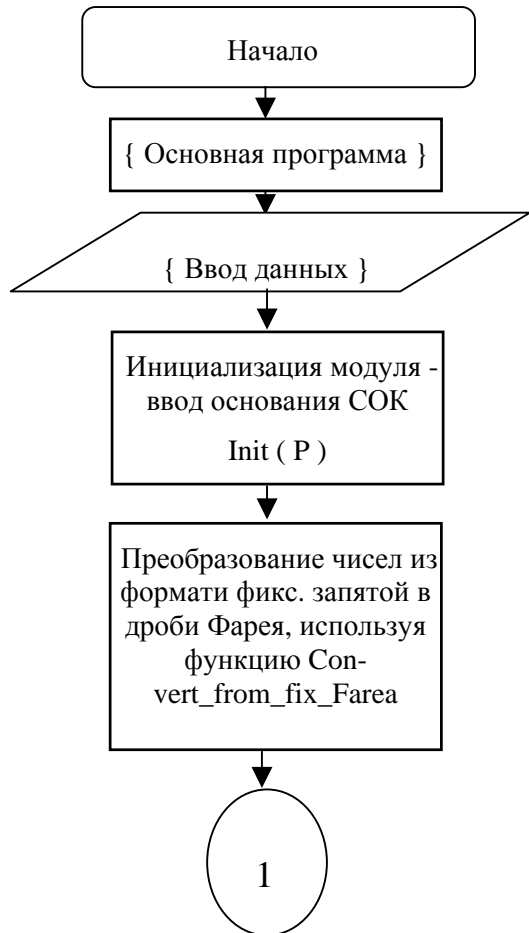 Начало
{ Основная программа }
{ Ввод данных }
Инициализация модуля -
ввод основания СОК
Init ( P )
Преобразование чисел из
формати фикс. запятой в
дроби Фарея, используя
функцию Con-
vert_from_fix_Farea
1